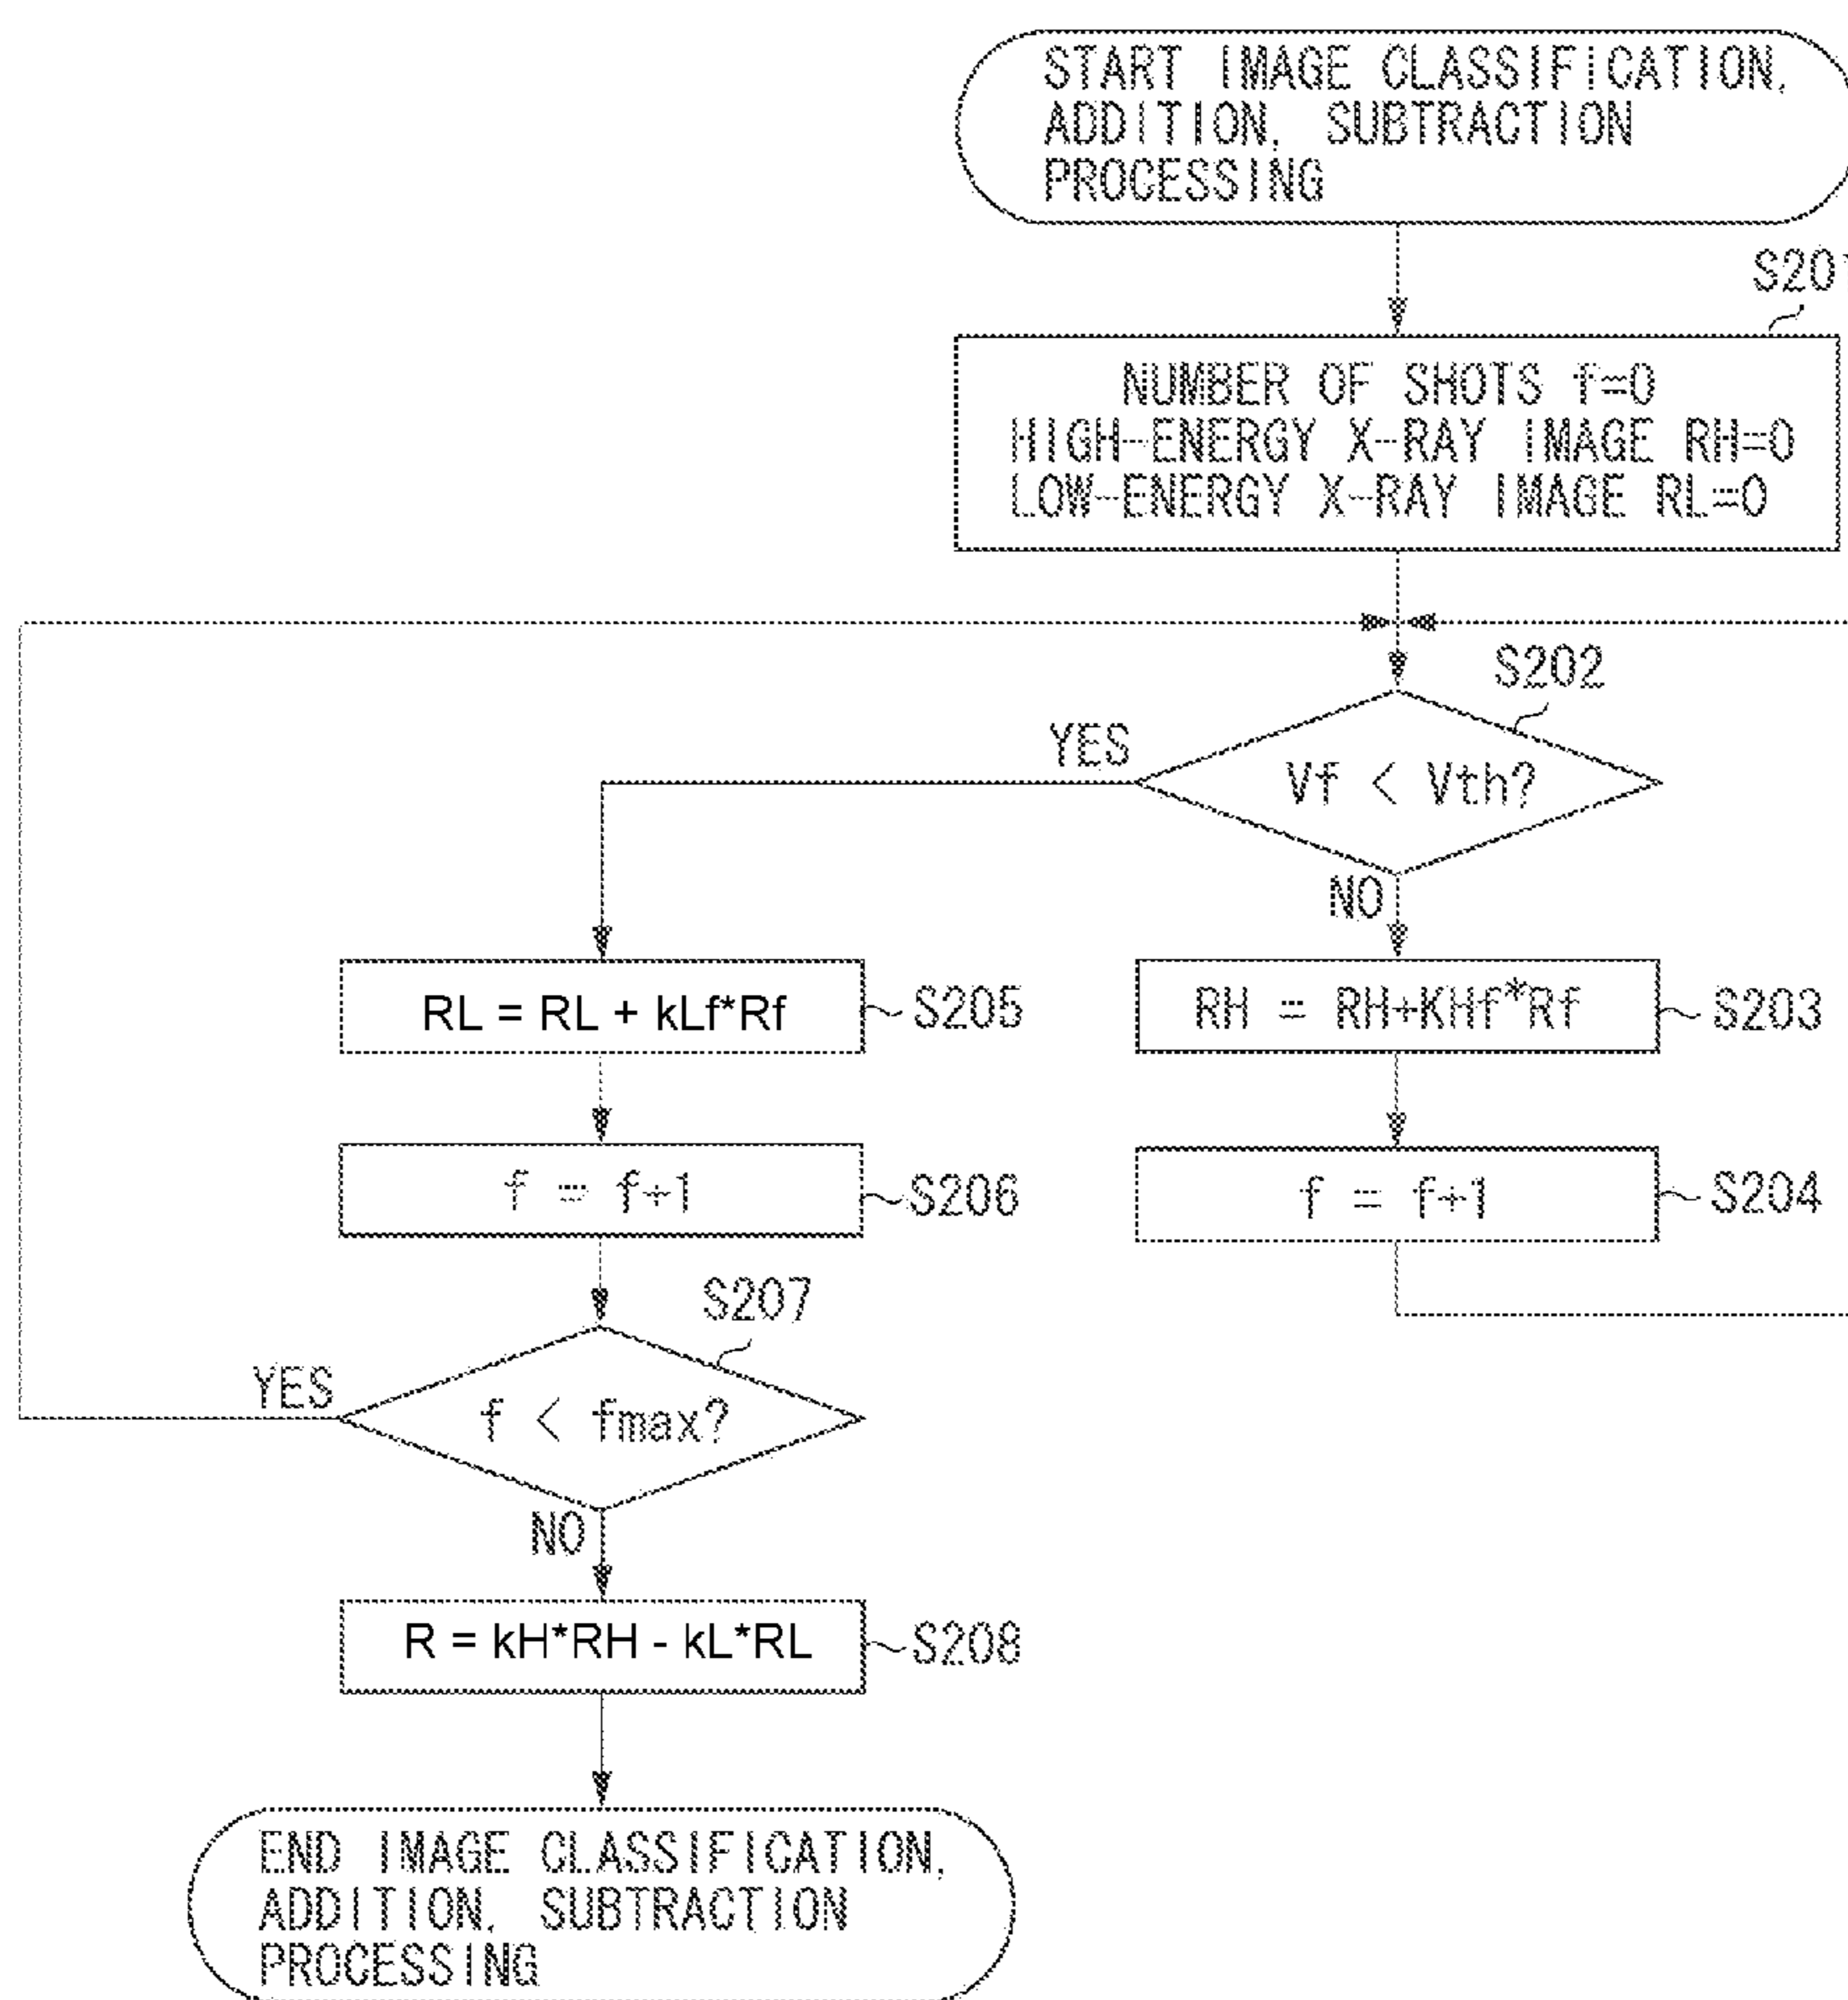 START IMAGE CLASSIFICATION,
ADDITION, SUBTRACTION
PROCESSING
S201
NUMBER OF SHOTS f=0
HIGH-ENERGY X-RAY IMAGE RH=0
LOW-ENERGY X-RAY IMAGE RL=0
S202
YES
Vf < Vth?
NO
RL = RL + kLf*Rf
S205
RH = RH+KHf*Rf
S203
f = f+1
S206
f = f+1
S204
S207
YES
f < fmax?
NO
R = kH*RH - kL*RL
S208
END IMAGE CLASSIFICATION,
ADDITION, SUBTRACTION
PROCESSING